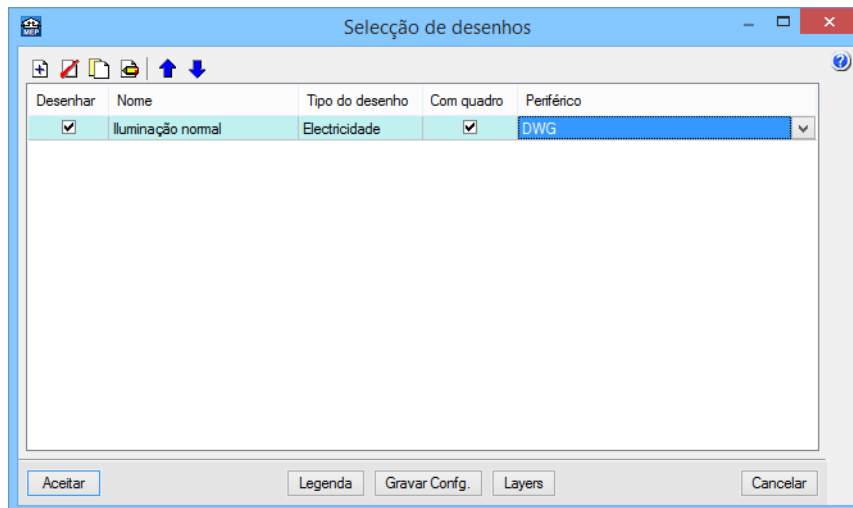 MEP
Selecção de desenhos
Desenhar Nome Tipo do desenho Com quadro Periférico
Iluminação normal Electricidade DWG
Aceitar Legenda Gravar Confg. Layers Cancelar